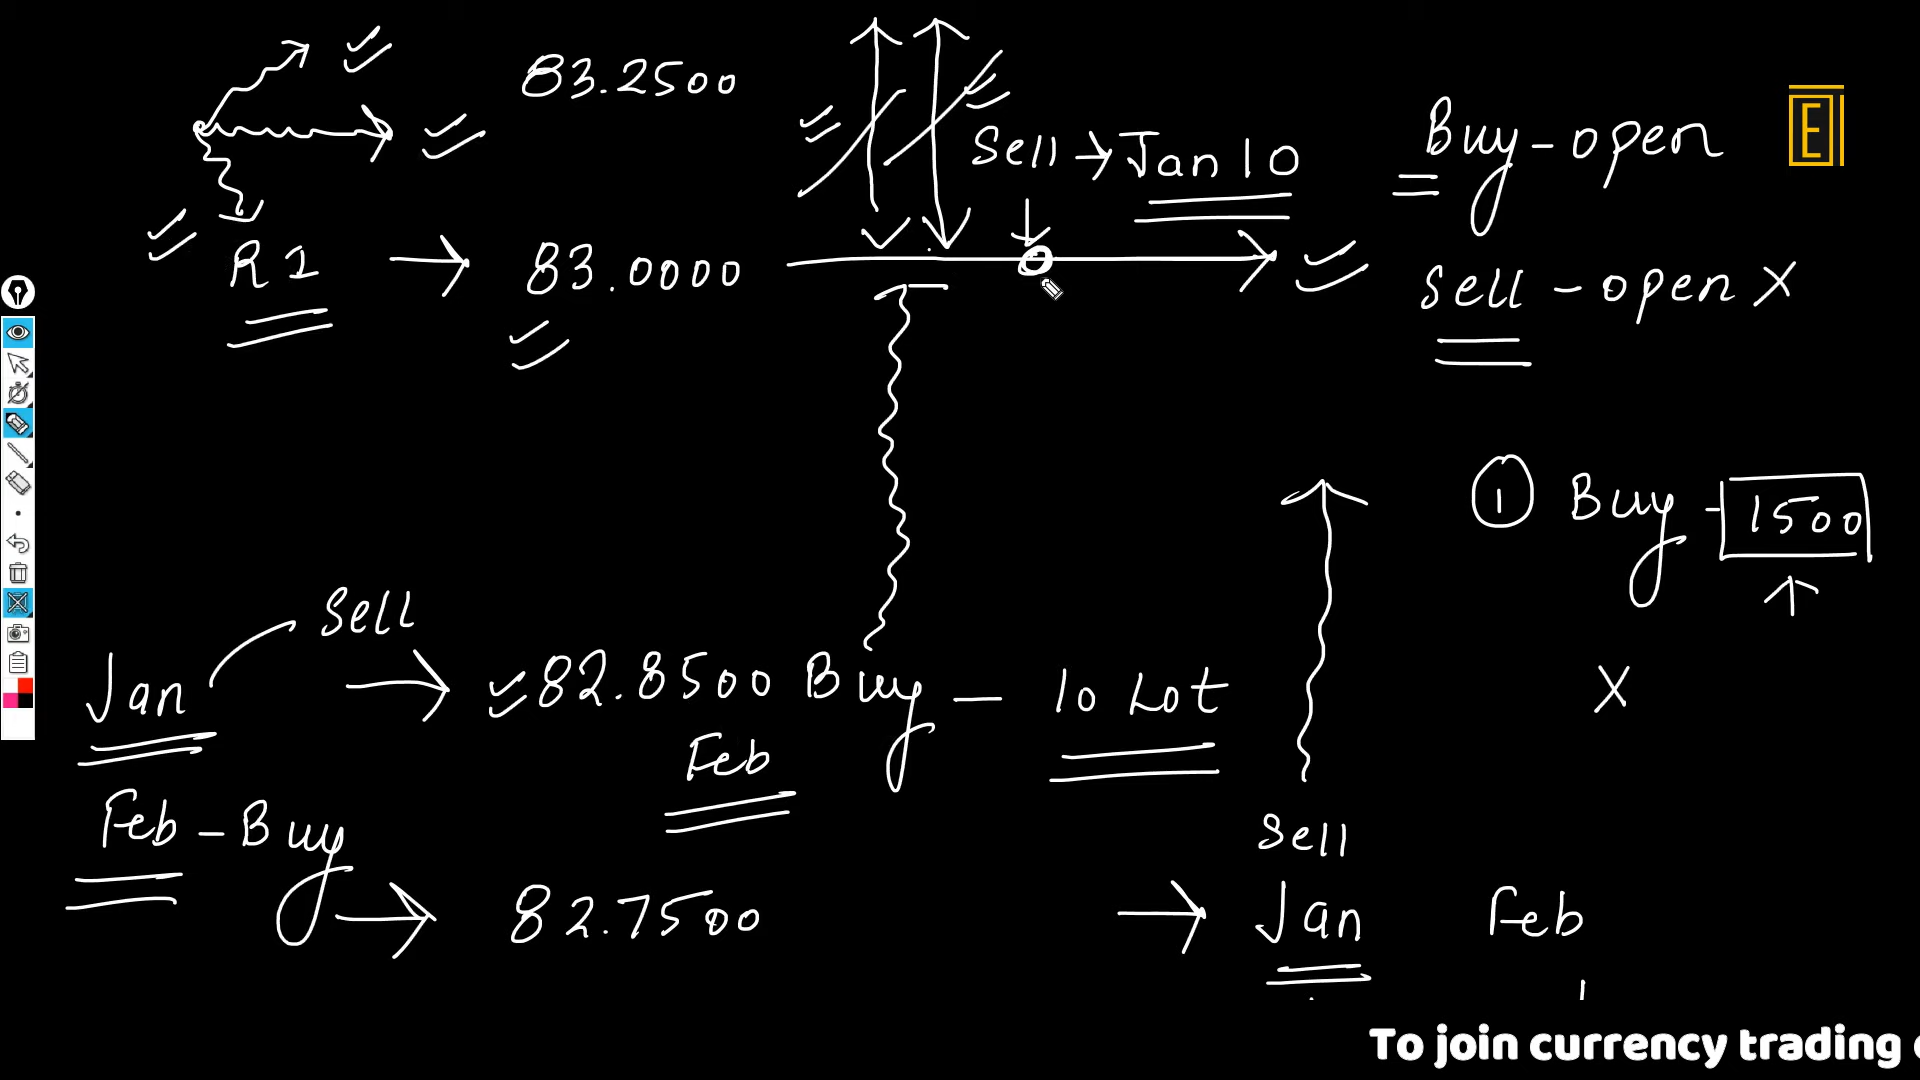 83.2500
Sell → Jan 10
Buy - open
E
R1 → 83.0000
Sell - open X
1 Buy - 1500
X
Sell
Jan → 82.8500 Buy - 10 Lot
Feb
Feb - Buy → 82.7500
Sell
→ Jan Feb
To join currency trading